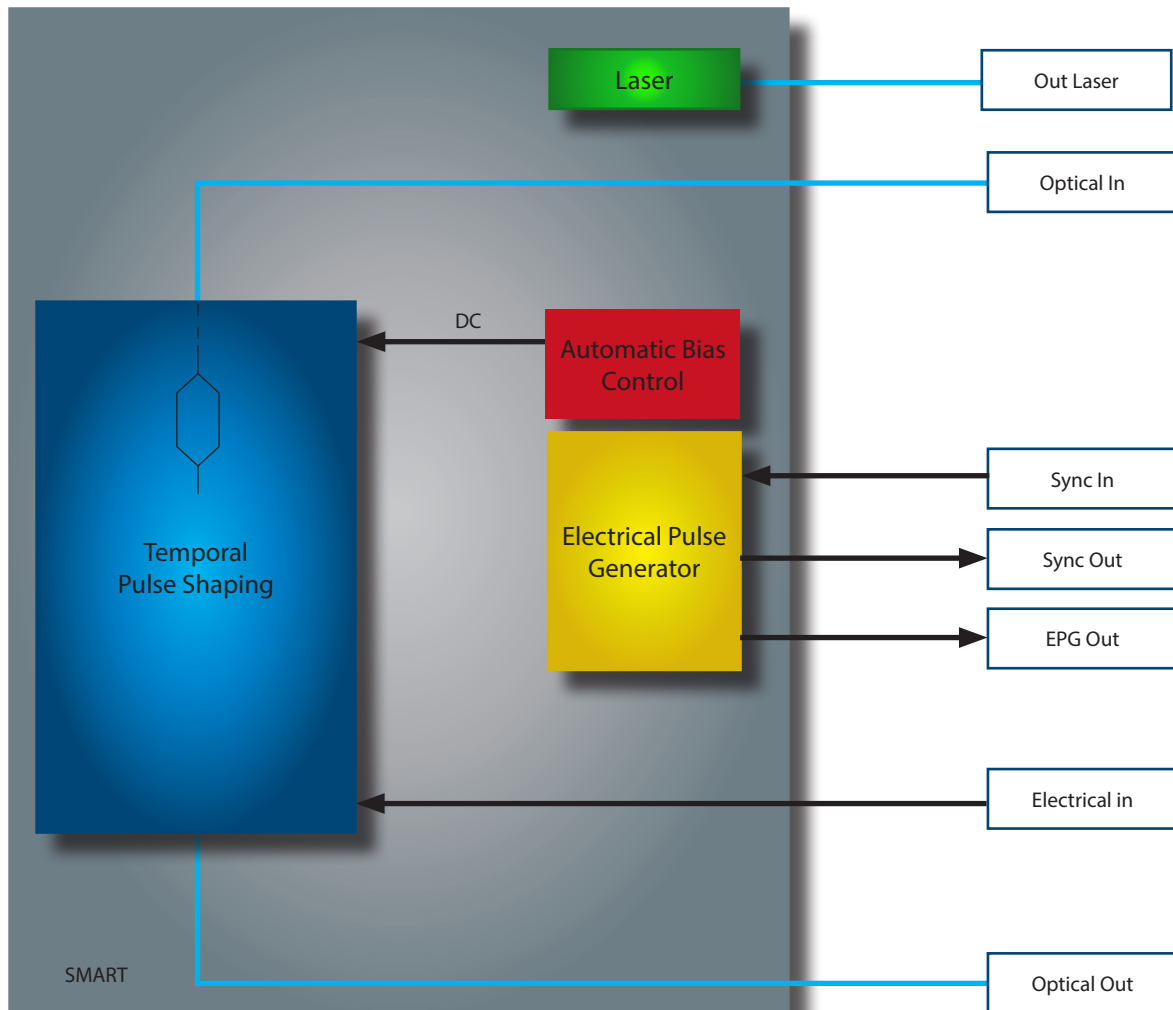 Laser
Out Laser
Optical In
DC
Automatic Bias
Control
Sync In
Electrical Pulse
Generator
Temporal
Pulse Shaping
Sync Out
EPG Out
Electrical in
SMART
Optical Out